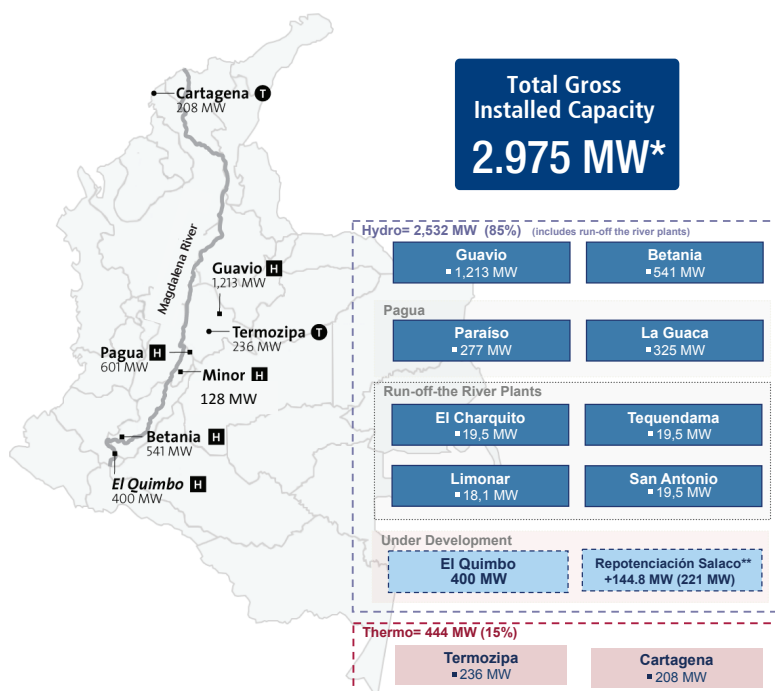 Cartagena T
208 MW
Magdalena River
Guavio H
1,213 MW
Termozipa T
236 MW
Pagua H
601 MW
Minor H
128 MW
Betania H
541 MW
El Quimbo H
400 MW
Total Gross
Installed Capacity
2.975 MW*
Hydro= 2,532 MW (85%) (includes run-off the river plants)
Guavio
1,213 MW
Betania
541 MW
Pagua
Paraíso
277 MW
La Guaca
325 MW
Run-off-the River Plants
El Charquito
19,5 MW
Tequendama
19,5 MW
Limonar
18,1 MW
San Antonio
19,5 MW
Under Development
El Quimbo
400 MW
Repotenciación Salaco**
+144.8 MW (221 MW)
Thermo= 444 MW (15%)
Termozipa
236 MW
Cartagena
208 MW